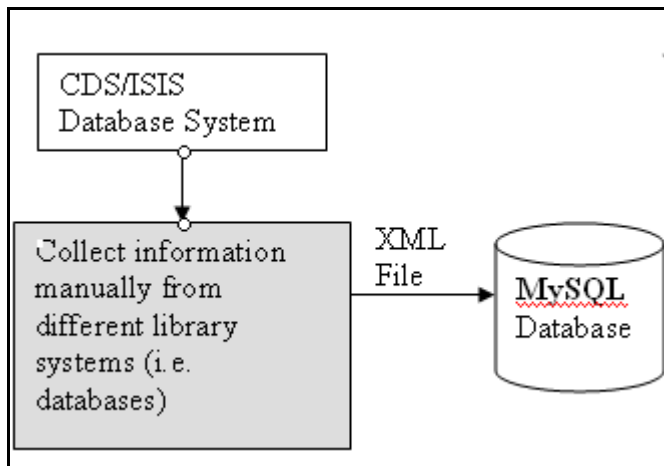 CDS/ISIS
Database System
Collect information
manually from
different library
systems (i.e.
databases)
XML
File
MySQL
Database